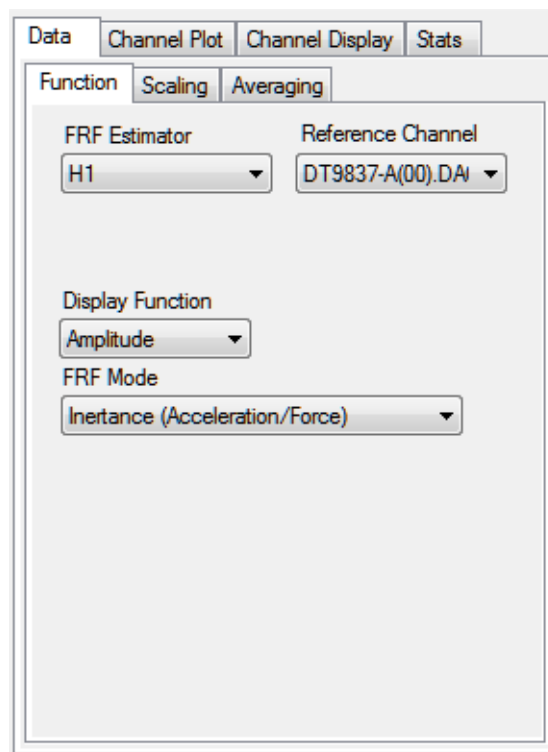 Data Channel Plot Channel Display Stats
Function Scaling Averaging
FRF Estimator Reference Channel
H1 DT9837-A(00).DA
Display Function
Amplitude
FRF Mode
Inertance (Acceleration/Force)